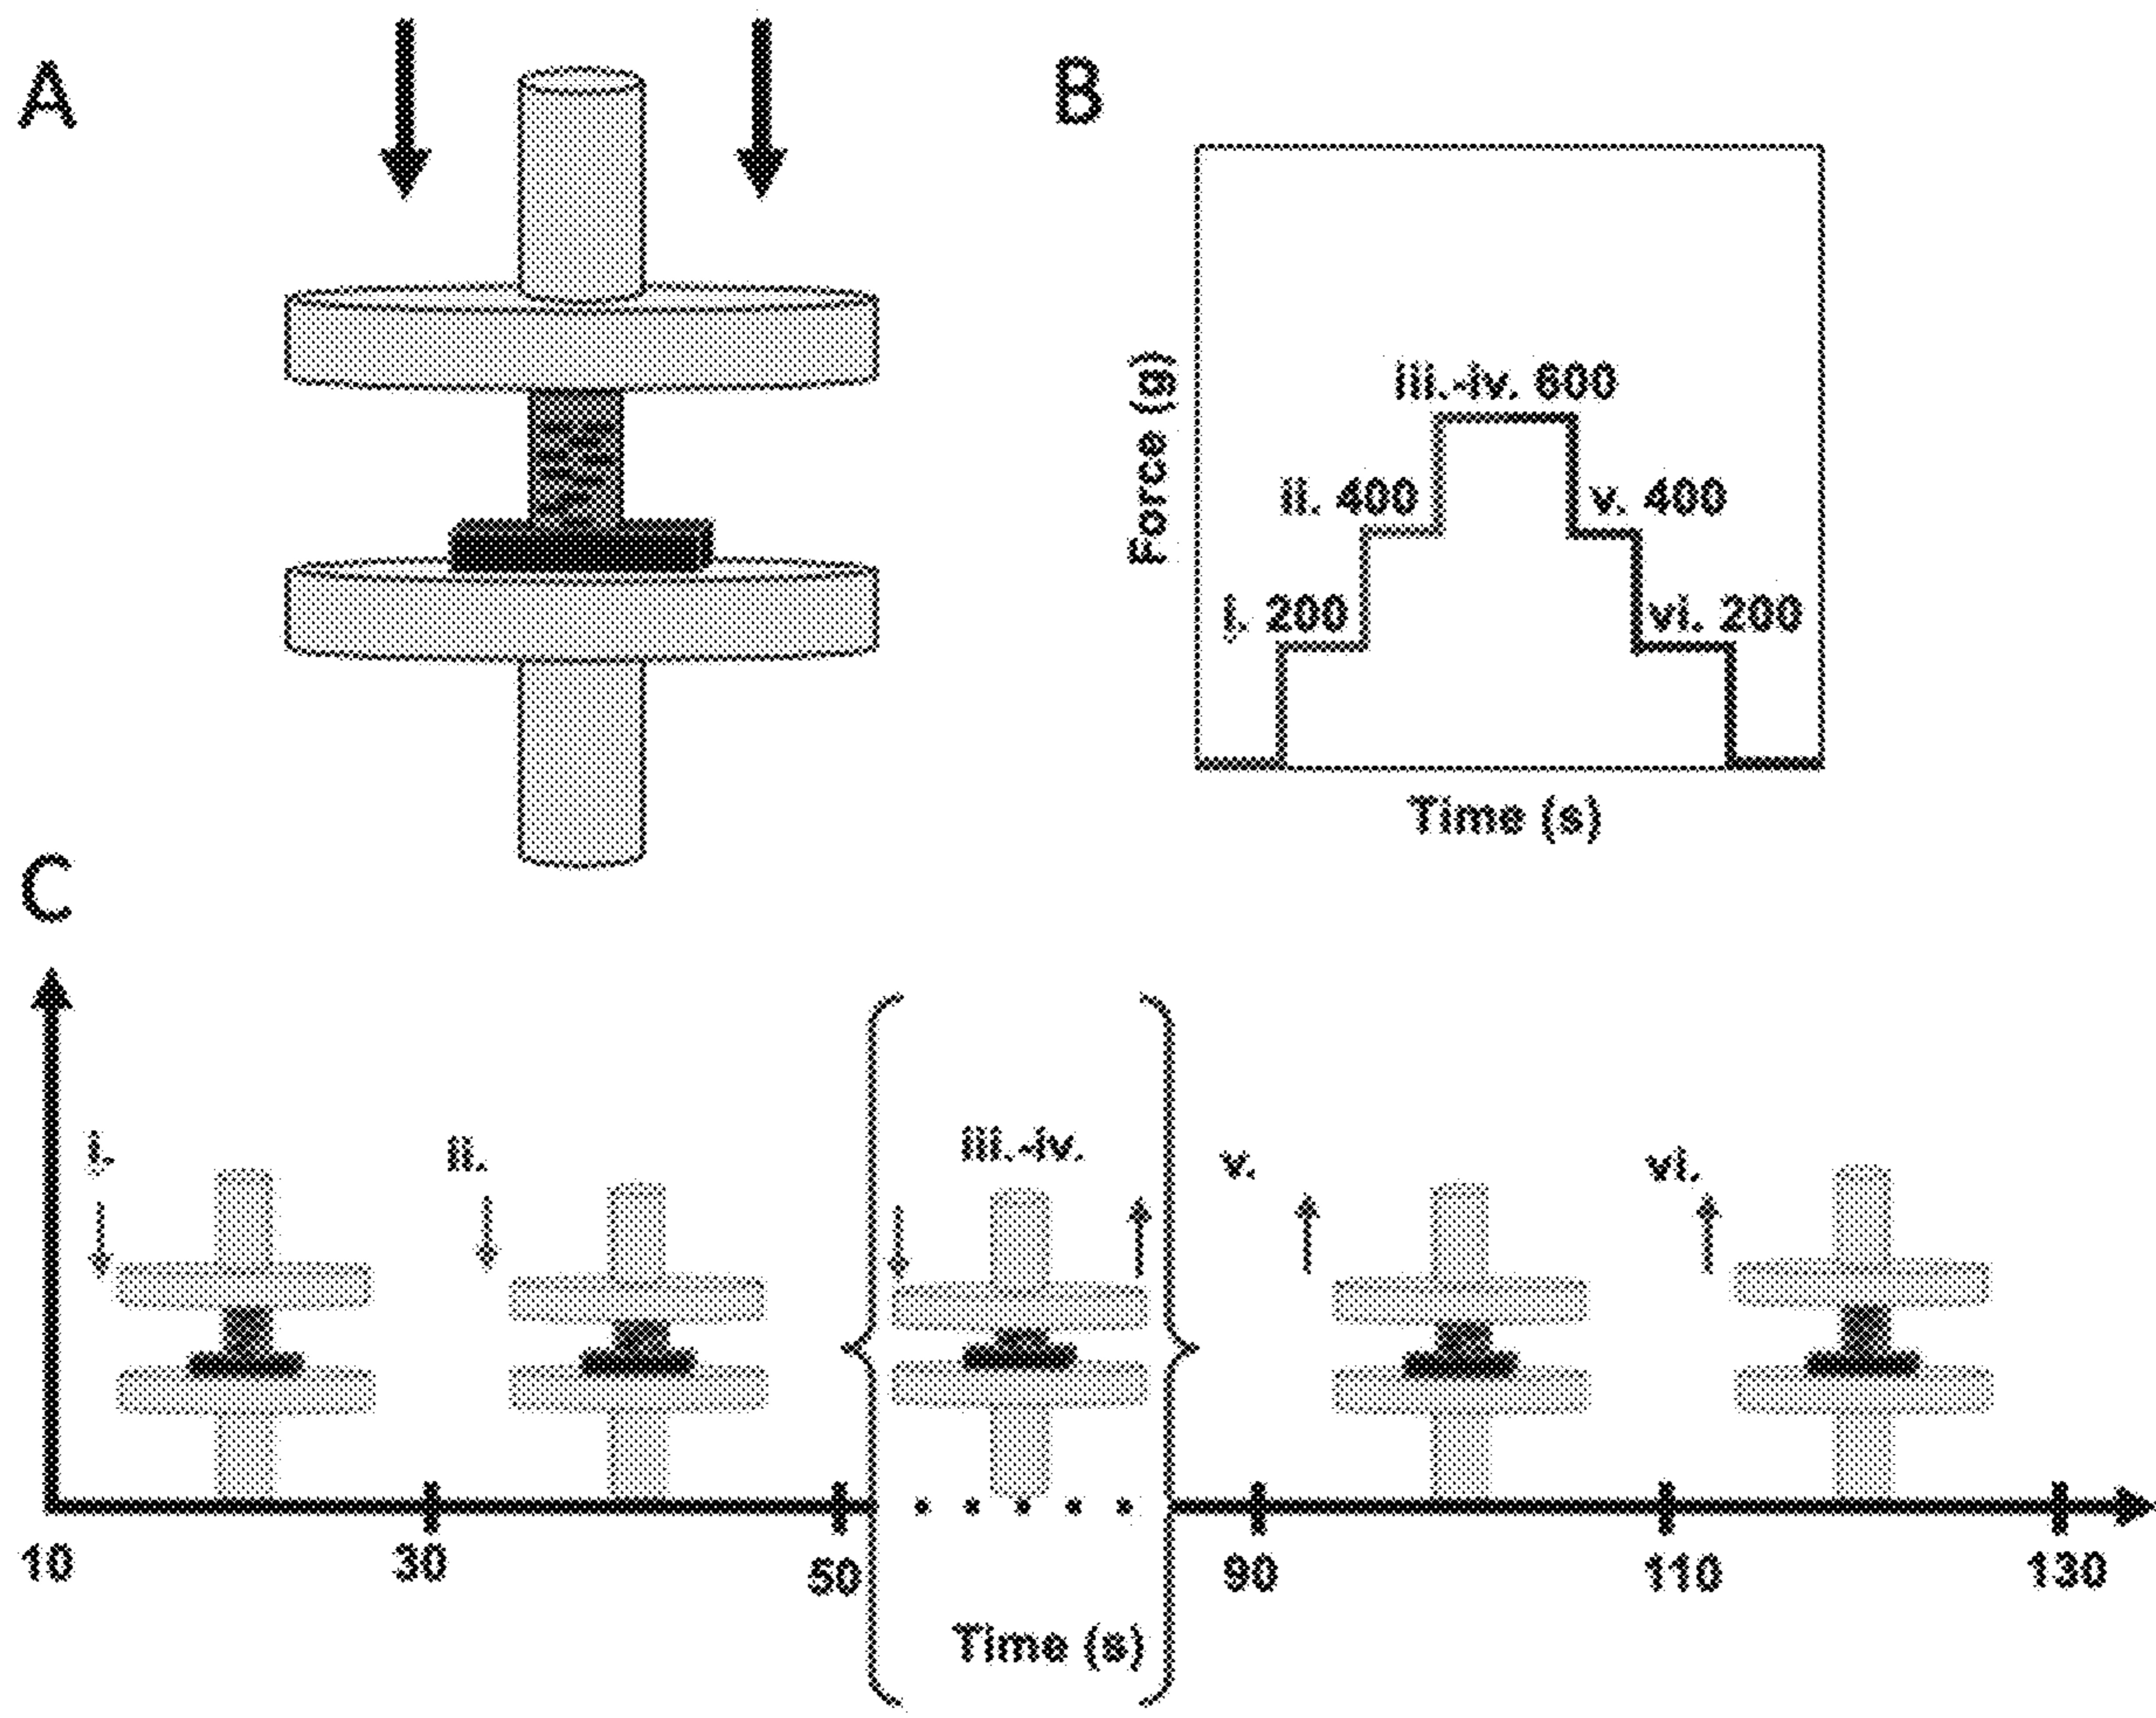 A
B
Force (g)
iii.-iv. 600
ii. 400
v. 400
i. 200
vi. 200
Time (s)
C
i.
ii.
iii.-iv.
v.
vi.
10
30
50
90
110
130
Time (s)